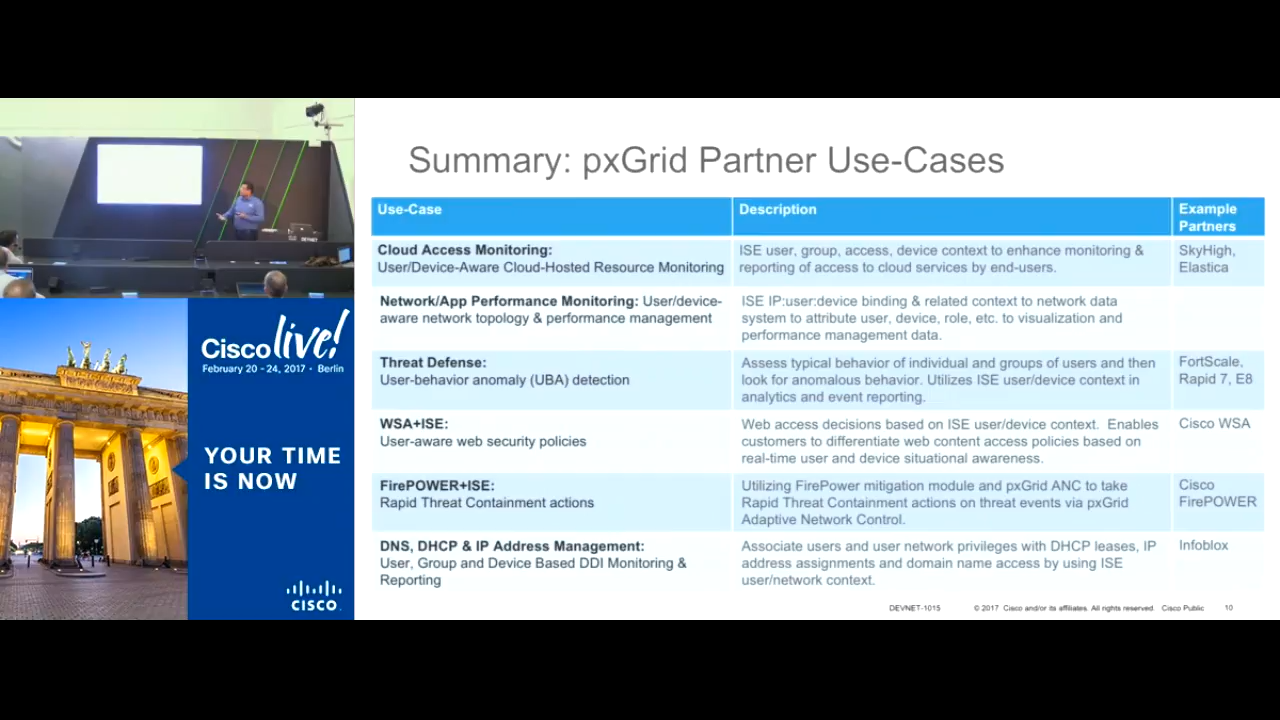 Summary: pxGrid Partner Use-Cases
Use-Case
Description
Example
Partners
Cloud Access Monitoring:
User/Device-Aware Cloud-Hosted Resource Monitoring
ISE user, group, access, device context to enhance monitoring &
reporting of access to cloud services by end-users.
SkyHigh,
Elastica
Network/App Performance Monitoring: User/device-
aware network topology & performance management
ISE IP:user:device binding & related context to network data
system to attribute user, device, role, etc. to visualization and
performance management data.
Threat Defense:
User-behavior anomaly (UBA) detection
Assess typical behavior of individual and groups of users and then
look for anomalous behavior. Utilizes ISE user/device context in
analytics and event reporting.
FortScale,
Rapid 7, E8
WSA+ISE:
User-aware web security policies
Web access decisions based on ISE user/device context. Enables
customers to differentiate web content access policies based on
real-time user and device situational awareness.
Cisco WSA
FirePOWER+ISE:
Rapid Threat Containment actions
Utilizing FirePower mitigation module and pxGrid ANC to take
Rapid Threat Containment actions on threat events via pxGrid
Adaptive Network Control.
Cisco
FirePOWER
DNS, DHCP & IP Address Management:
User, Group and Device Based DDI Monitoring &
Reporting
Associate users and user network privileges with DHCP leases, IP
address assignments and domain name access by using ISE
user/network context.
Infoblox
DEVNET-1015 © 2017 Cisco and/or its affiliates. All rights reserved. Cisco Public 10
DEVNET
Cisco live!
February 20 - 24, 2017 · Berlin
YOUR TIME
IS NOW
CISCO